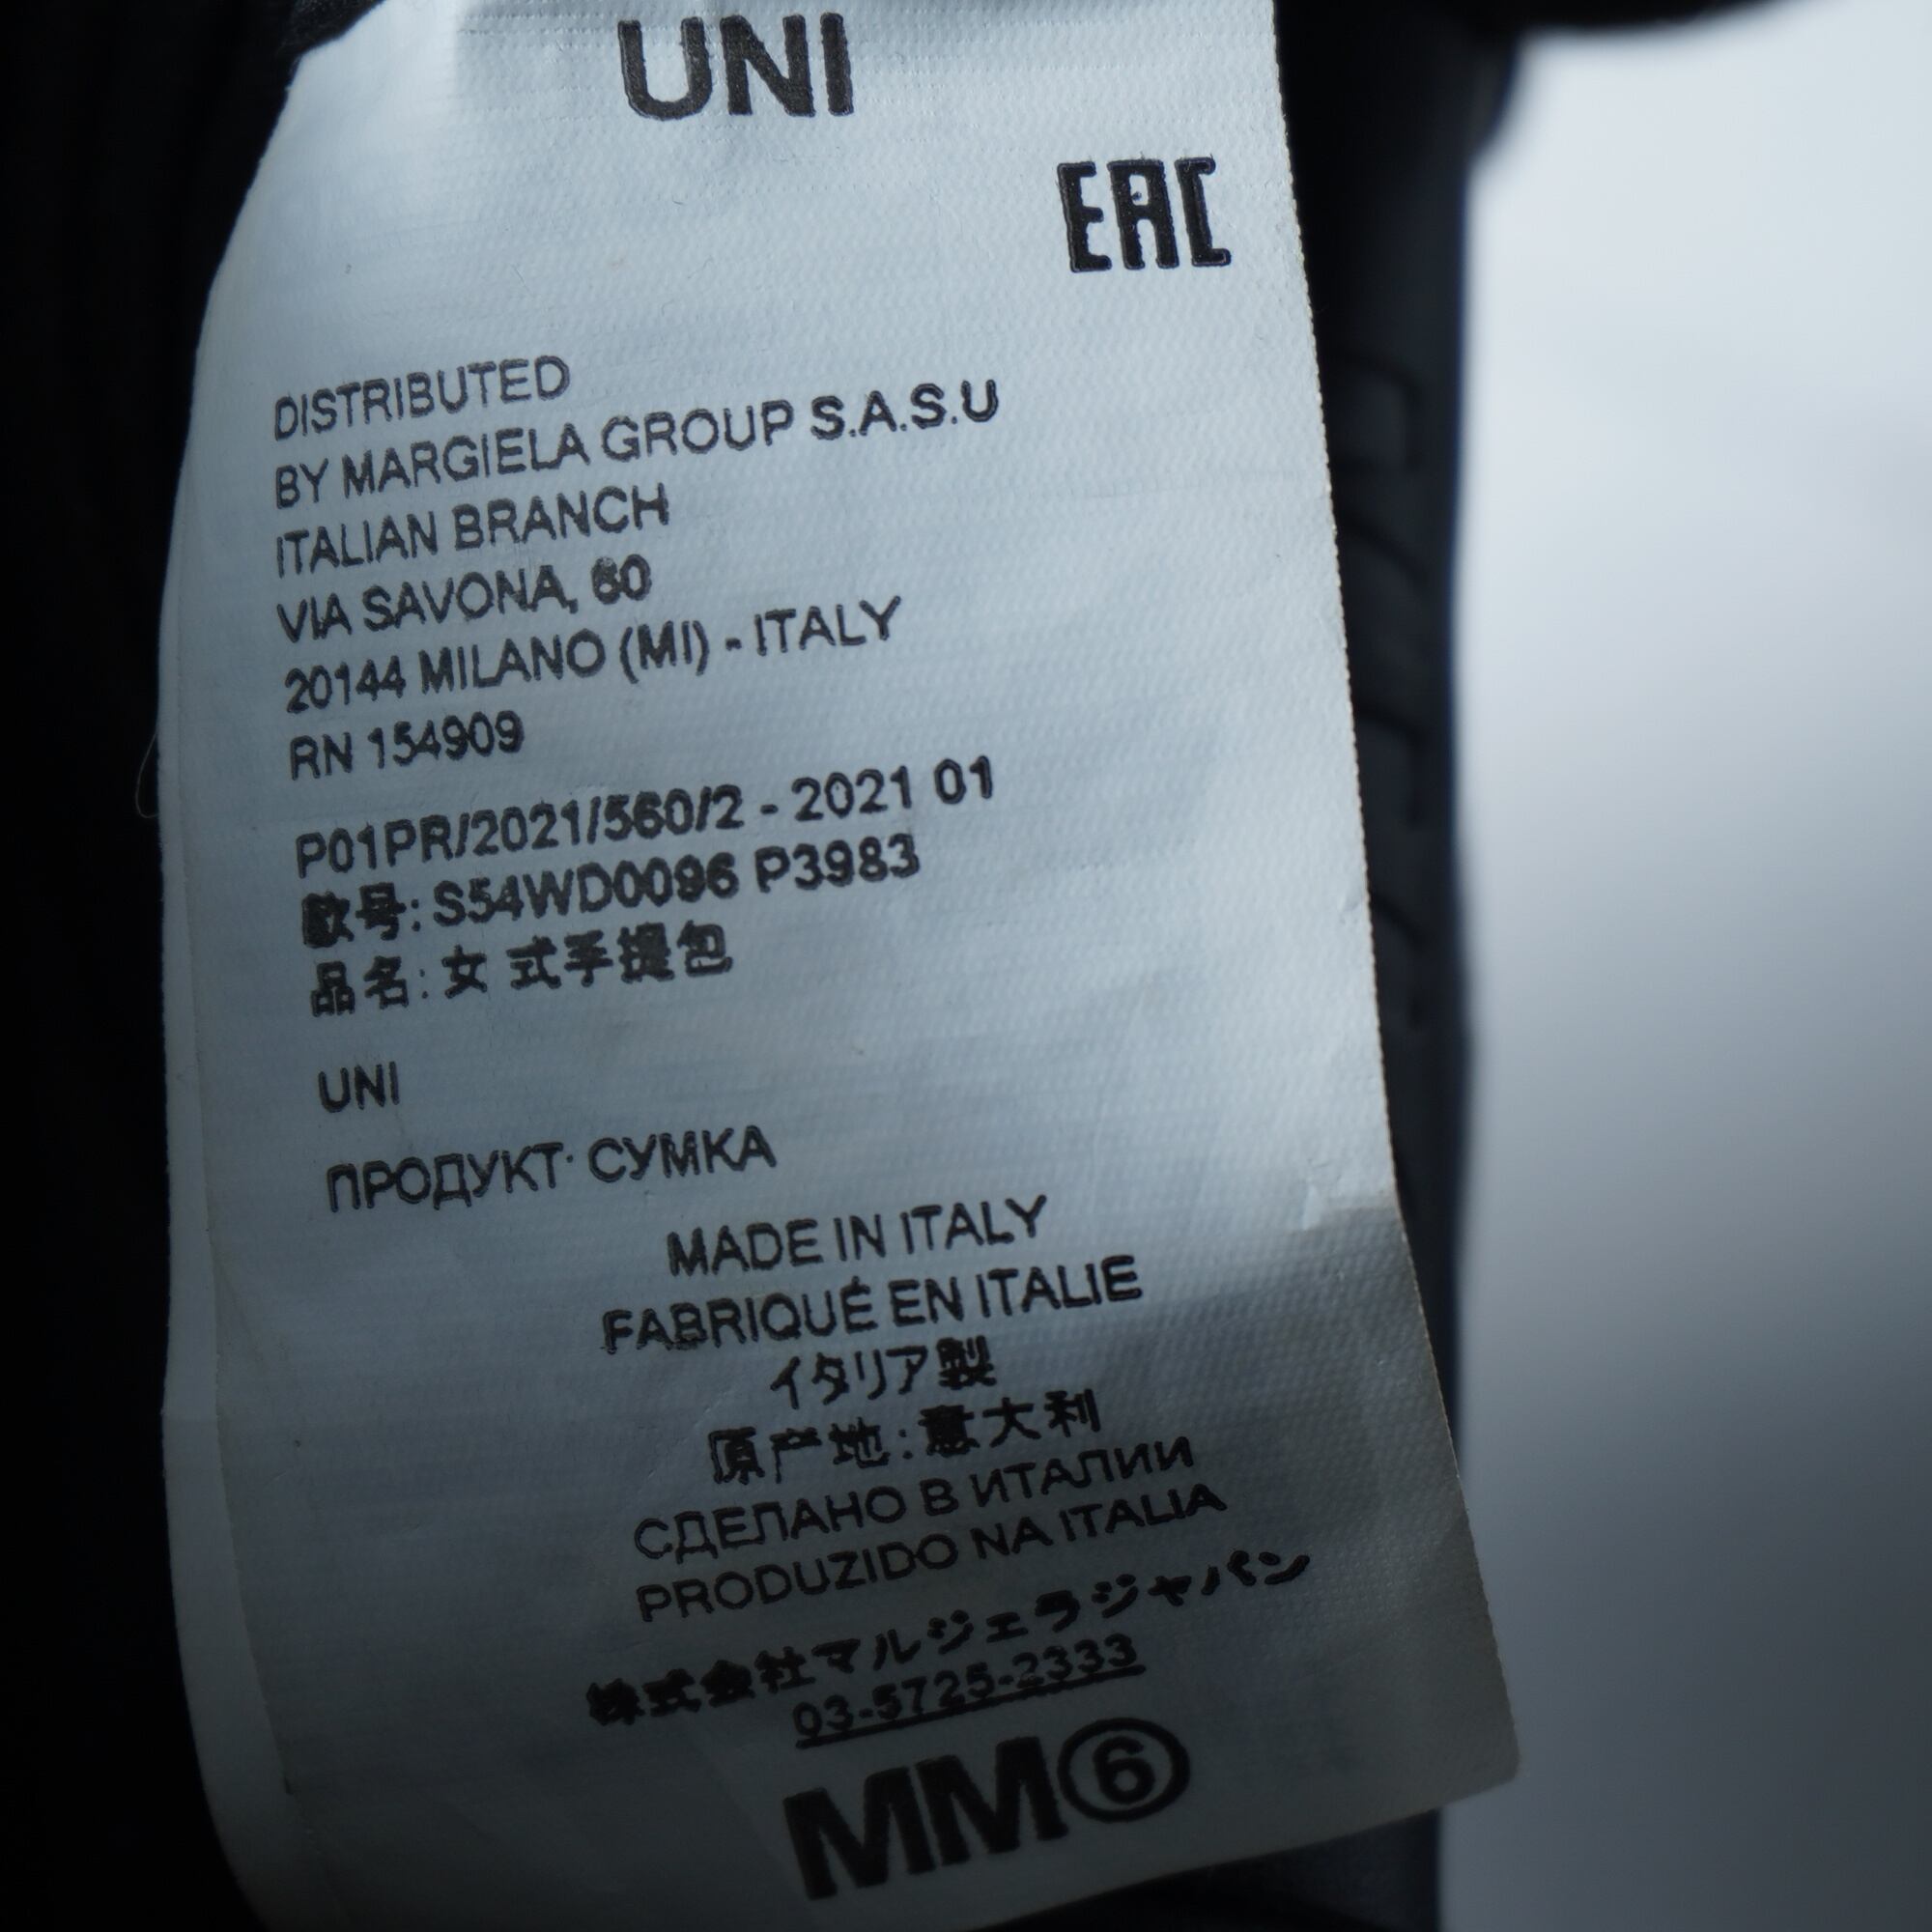 UNI
EAC
DISTRIBUTED
BY MARGIELA GROUP S.A.S.U
ITALIAN BRANCH
VIA SAVONA, 60
20144 MILANO (MI) - ITALY
RN 154909
P01PR/2021/560/2 - 2021 01
款号: S54WD0096 P3983
品名: 女 式手提包
UNI
ПРОДУКТ· СУМКА
MADE IN ITALY
FABRIQUÉ EN ITALIE
イタリア製
原产地: 意大利
СДЕЛАНО В ИТАЛИИ
PRODUZIDO NA ITALIA
株式会社マルジェラジャパン
03-5725-2333
MM⑥